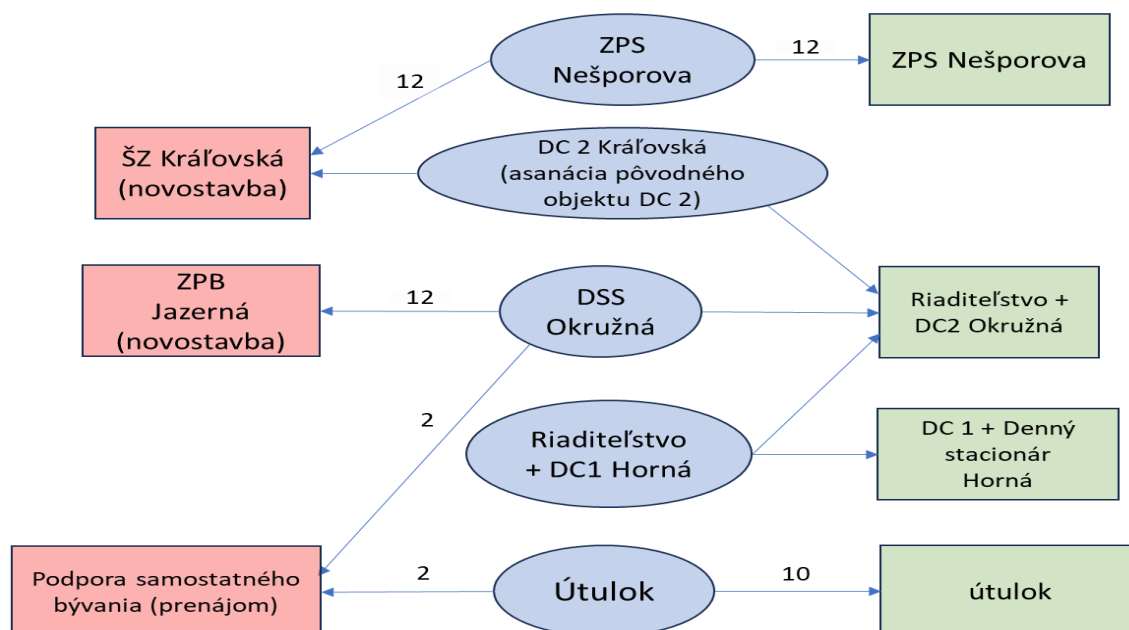 ZPS
Nešporova
12
ZPS Nešporova
12
ŠZ Kráľovská
(novostavba)
DC 2 Kráľovská
(asanácia pôvodného
objektu DC 2)
ZPB
Jazerná
(novostavba)
12
DSS
Okružná
Riaditeľstvo +
DC2 Okružná
2
Riaditeľstvo
+ DC1 Horná
DC 1 + Denný
stacionár
Horná
Podpora samostatného
bývania (prenájom)
2
Útulok
10
útulok